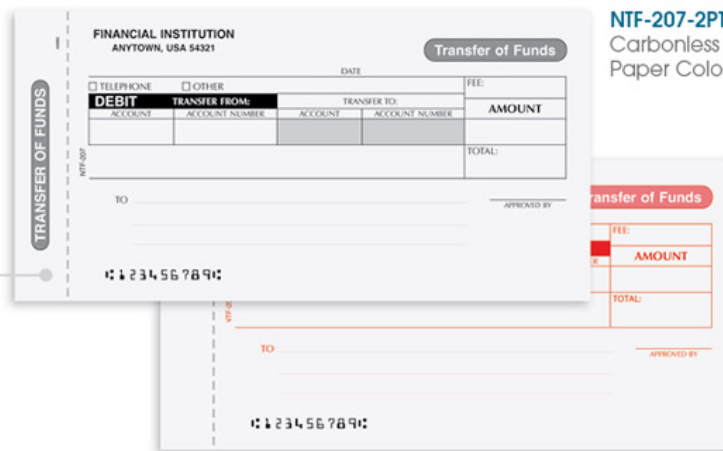 NTF-207-2P
Carbonless
Paper Colo
FINANCIAL INSTITUTION
ANYTOWN, USA 54321
Transfer of Funds
DATE
TELEPHONE OTHER FEE:
DEBIT TRANSFER FROM: TRANSFER TO: AMOUNT
ACCOUNT ACCOUNT NUMBER ACCOUNT ACCOUNT NUMBER
TOTAL:
NTF-207
TRANSFER OF FUNDS
TO
APPROVED BY
⑆123456789⑆
ransfer of Funds
FEE:
AMOUNT
TOTAL:
TO
APPROVED BY
⑆123456789⑆